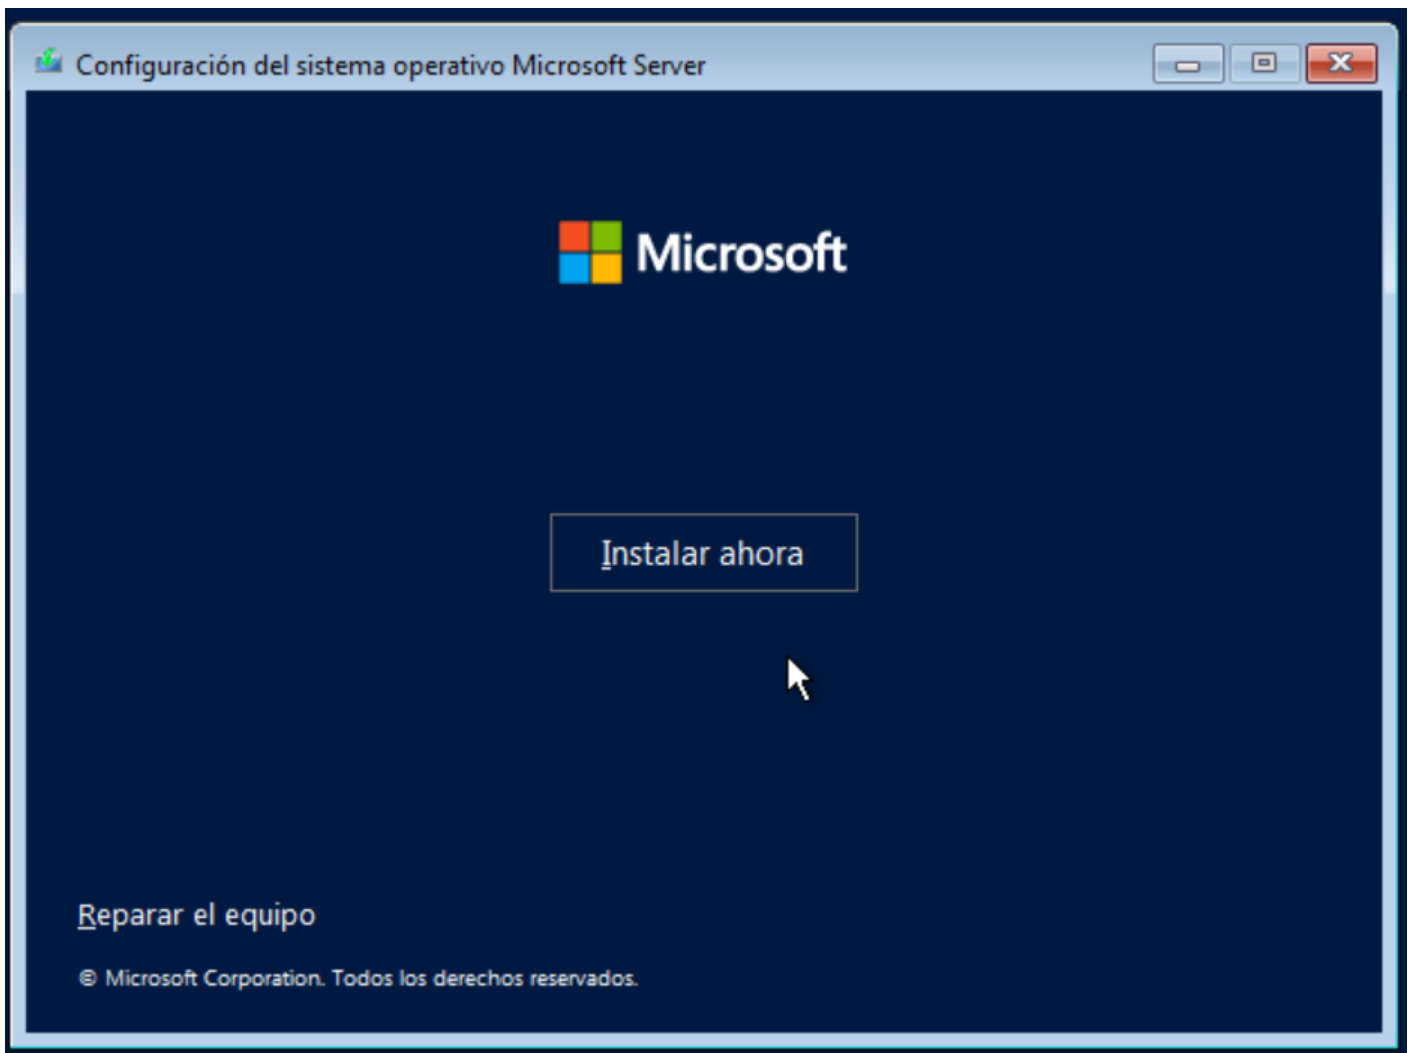 Configuración del sistema operativo Microsoft Server
Microsoft
Instalar ahora
Reparar el equipo
© Microsoft Corporation. Todos los derechos reservados.